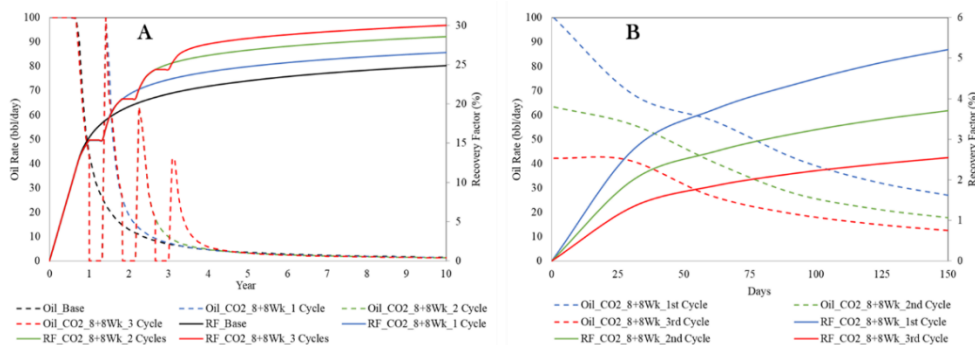 A
Oil Rate (bbl/day)
100
90
80
70
60
50
40
30
20
10
0
Recovery Factor (%)
30
25
20
15
10
5
0
0 1 2 3 4 5 6 7 8 9 10
Year
Oil_Base Oil_CO2_8+8Wk_1 Cycle Oil_CO2_8+8Wk_2 Cycle
Oil_CO2_8+8Wk_3 Cycle RF_Base RF_CO2_8+8Wk_1 Cycle
RF_CO2_8+8Wk_2 Cycles RF_CO2_8+8Wk_3 Cycles
B
Oil Rate (bbl/day)
100
90
80
70
60
50
40
30
20
10
0
Recovery Factor (%)
6
5
4
3
2
1
0
0 25 50 75 100 125 150
Days
Oil_CO2_8+8Wk_1st Cycle Oil_CO2_8+8Wk_2nd Cycle
Oil_CO2_8+8Wk_3rd Cycle RF_CO2_8+8Wk_1st Cycle
RF_CO2_8+8Wk_2nd Cycle RF_CO2_8+8Wk_3rd Cycle